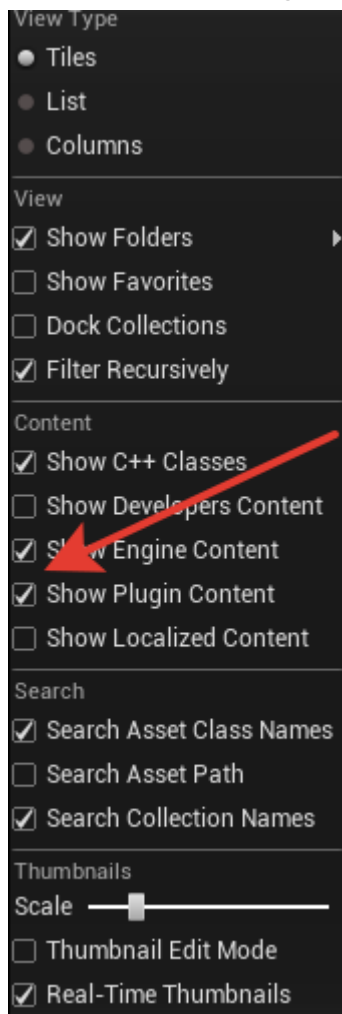 View Type
Tiles
List
Columns
View
Show Folders
Show Favorites
Dock Collections
Filter Recursively
Content
Show C++ Classes
Show Developers Content
Show Engine Content
Show Plugin Content
Show Localized Content
Search
Search Asset Class Names
Search Asset Path
Search Collection Names
Thumbnails
Scale
Thumbnail Edit Mode
Real-Time Thumbnails